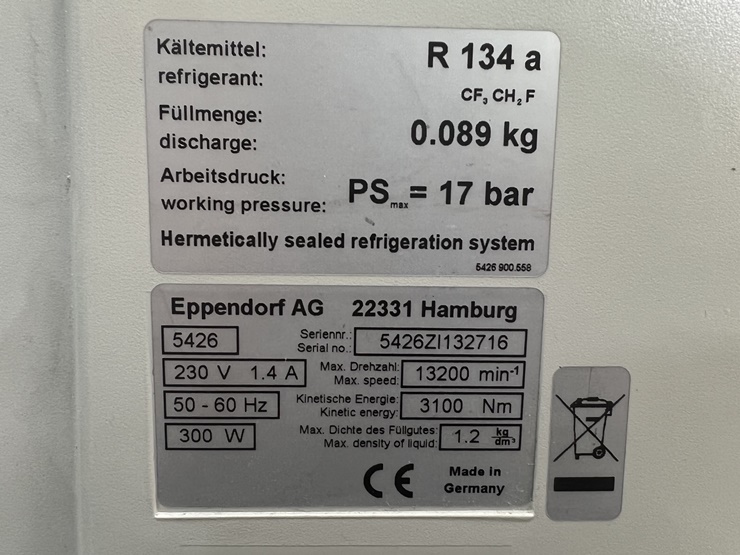 Kältemittel: R 134 a
refrigerant: CF₃ CH₂ F
Füllmenge:
discharge: 0.089 kg
Arbeitsdruck:
working pressure: PSmax = 17 bar
Hermetically sealed refrigeration system
5426 900.558
Eppendorf AG 22331 Hamburg
5426 Seriennr.: 5426ZI132716
Serial no.:
230 V 1.4 A Max. Drehzahl: 13200 min⁻¹
Max. speed:
50 - 60 Hz Kinetische Energie: 3100 Nm
Kinetic energy:
300 W Max. Dichte des Füllgutes: 1.2 kg/dm³
Max. density of liquid:
CE Made in
Germany